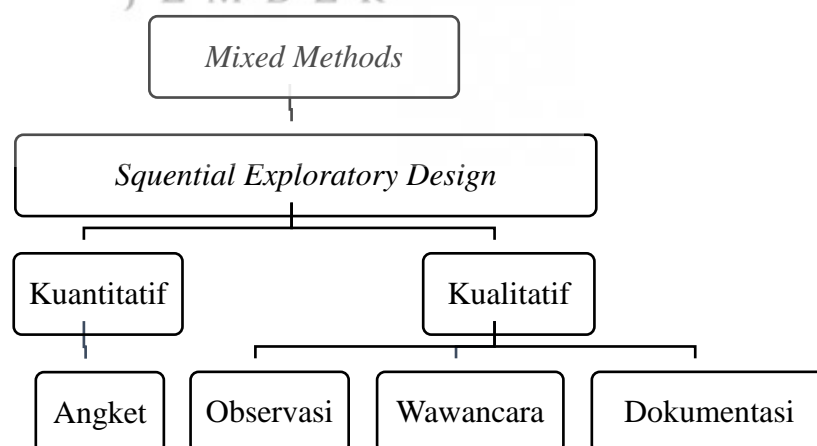 J E M B E R
Mixed Methods
Squential Exploratory Design
Kuantitatif Kualitatif
Angket Observasi Wawancara Dokumentasi